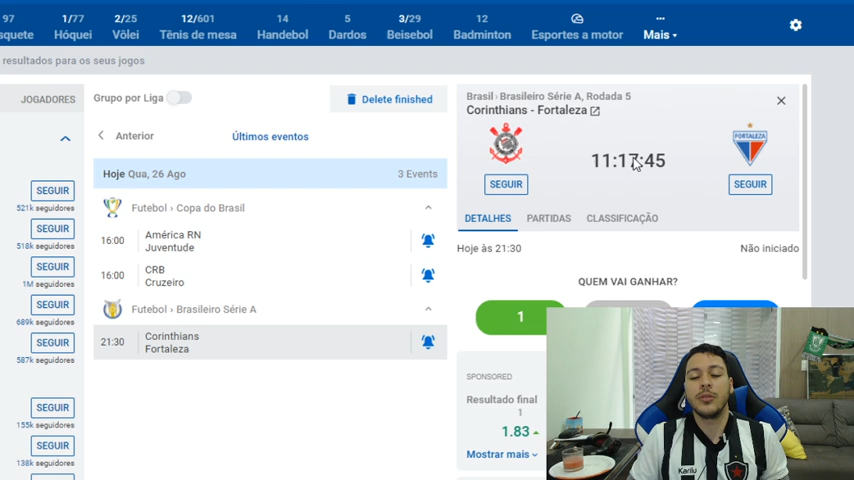 97 1/77 2/25 12/601 14 5 3/29 12
squete Hóquei Vôlei Tênis de mesa Handebol Dardos Beisebol Badminton Esportes a motor Mais
resultados para os seus jogos
JOGADORES
SEGUIR
521k seguidores
SEGUIR
518k seguidores
SEGUIR
1M seguidores
SEGUIR
689k seguidores
SEGUIR
587k seguidores
SEGUIR
155k seguidores
SEGUIR
138k seguidores
SEGUIR
Grupo por Liga
Delete finished
Anterior Últimos eventos
Hoje Qua, 26 Ago 3 Events
Futebol › Copa do Brasil
16:00 América RN
Juventude
16:00 CRB
Cruzeiro
Futebol › Brasileiro Série A
21:30 Corinthians
Fortaleza
Brasil › Brasileiro Série A, Rodada 5
Corinthians - Fortaleza
FORTALEZA
11:17:45
SEGUIR SEGUIR
DETALHES PARTIDAS CLASSIFICAÇÃO
Hoje às 21:30 Não iniciado
QUEM VAI GANHAR?
1
SPONSORED
Resultado final
1
1.83
Mostrar mais
Kariru